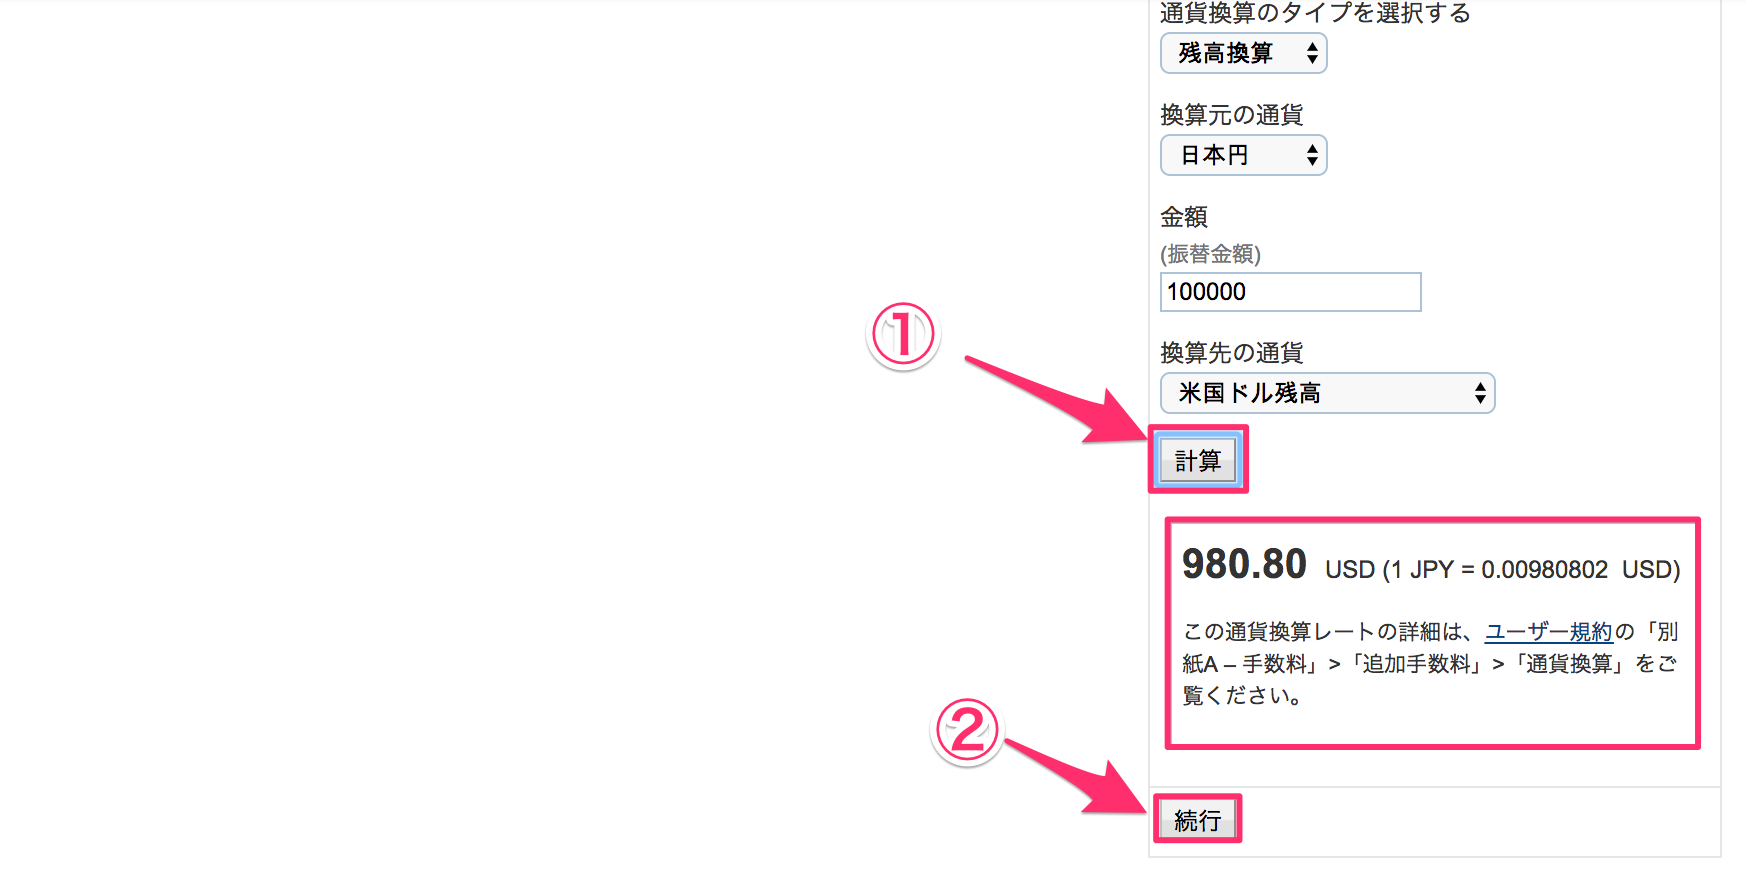 通貨換算のタイプを選択する
残高換算
換算元の通貨
日本円
金額
(振替金額)
100000
①
換算先の通貨
米国ドル残高
計算
980.80 USD (1 JPY = 0.00980802 USD)
この通貨換算レートの詳細は、ユーザー規約の「別
紙A – 手数料」>「追加手数料」>「通貨換算」をご
覧ください。
②
続行